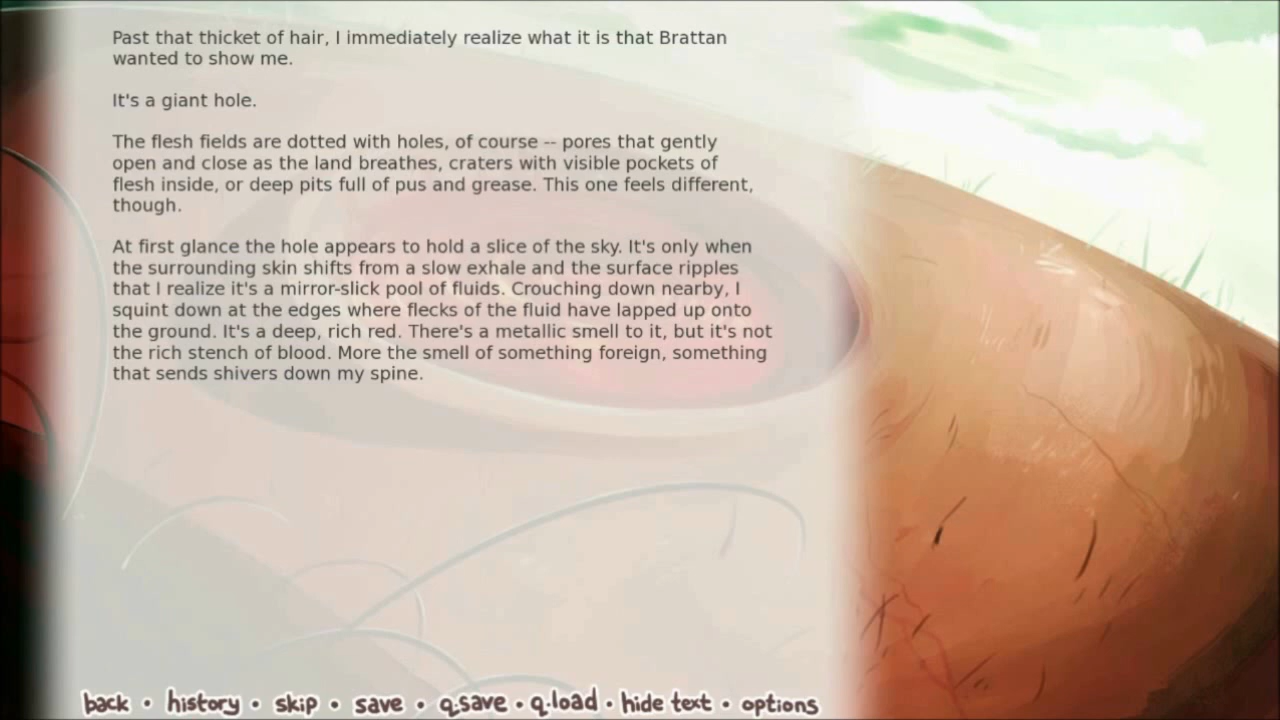 Past that thicket of hair, I immediately realize what it is that Brattan
wanted to show me.
It's a giant hole.
The flesh fields are dotted with holes, of course -- pores that gently
open and close as the land breathes, craters with visible pockets of
flesh inside, or deep pits full of pus and grease. This one feels different,
though.
At first glance the hole appears to hold a slice of the sky. It's only when
the surrounding skin shifts from a slow exhale and the surface ripples
that I realize it's a mirror-slick pool of fluids. Crouching down nearby, I
squint down at the edges where flecks of the fluid have lapped up onto
the ground. It's a deep, rich red. There's a metallic smell to it, but it's not
the rich stench of blood. More the smell of something foreign, something
that sends shivers down my spine.
back • history • skip • save • q.save • q.load • hide text • options